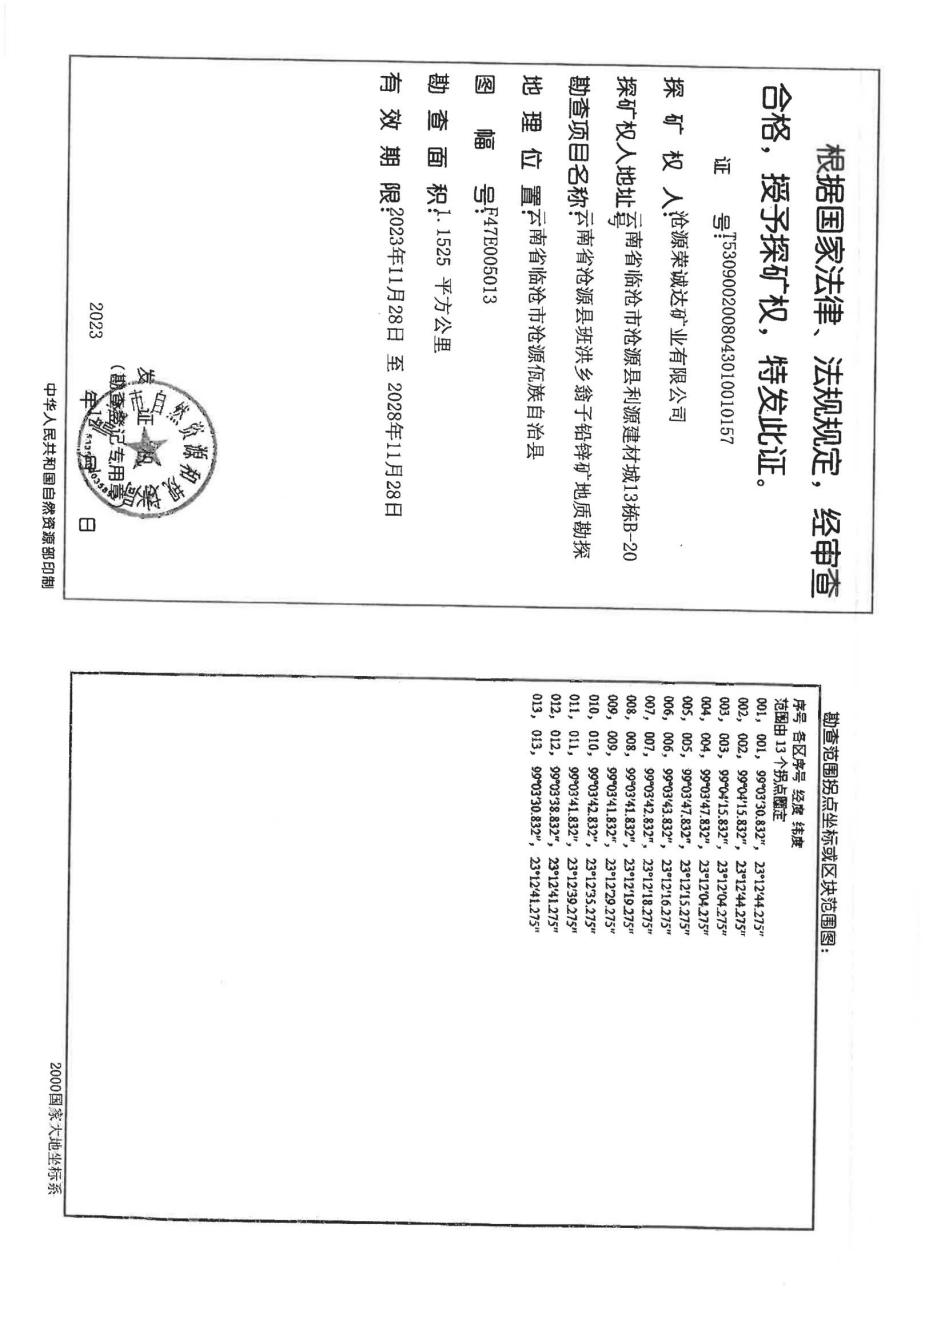 根据国家法律、法规规定，经审查
合格，授予探矿权，特发此证。
证 号:T5309002008043010010157
探矿权人:沧源荣诚达矿业有限公司
探矿权人地址:云南省临沧市沧源县利源建材城13栋B-20
号
勘查项目名称:云南省沧源县班洪乡翁子铅锌矿地质勘探
地理位置:云南省临沧市沧源佤族自治县
图幅号:F47E005013
勘查面积:1.1525 平方公里
有效期限:2023年11月28日 至 2028年11月28日
发证
(勘查登记专用章)
2023 年 月 日
中华人民共和国自然资源部印制
勘查范围拐点坐标或区块范围图:
序号 各区序号 经度 纬度
范围由 13 个拐点圈定
001, 001, 99°03'30.832", 23°12'44.275"
002, 002, 99°04'15.832", 23°12'44.275"
003, 003, 99°04'15.832", 23°12'04.275"
004, 004, 99°03'47.832", 23°12'04.275"
005, 005, 99°03'47.832", 23°12'15.275"
006, 006, 99°03'43.832", 23°12'16.275"
007, 007, 99°03'42.832", 23°12'18.275"
008, 008, 99°03'41.832", 23°12'19.275"
009, 009, 99°03'41.832", 23°12'29.275"
010, 010, 99°03'42.832", 23°12'35.275"
011, 011, 99°03'41.832", 23°12'39.275"
012, 012, 99°03'38.832", 23°12'41.275"
013, 013, 99°03'30.832", 23°12'41.275"
2000国家大地坐标系